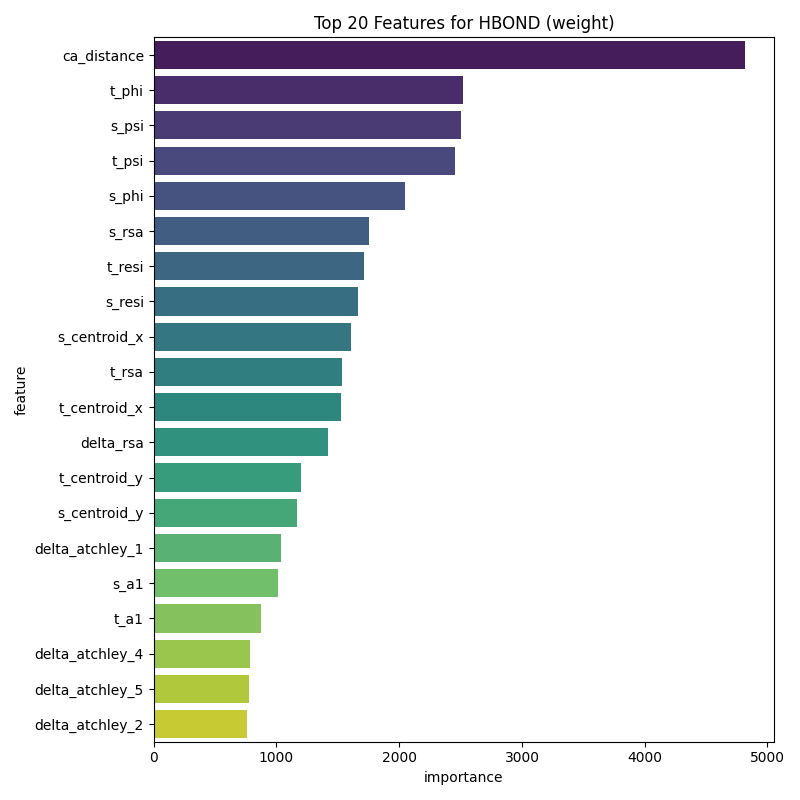 Top 20 Features for HBOND (weight)
feature
ca_distance
t_phi
s_psi
t_psi
s_phi
s_rsa
t_resi
s_resi
s_centroid_x
t_rsa
t_centroid_x
delta_rsa
t_centroid_y
s_centroid_y
delta_atchley_1
s_a1
t_a1
delta_atchley_4
delta_atchley_5
delta_atchley_2
0 1000 2000 3000 4000 5000
importance